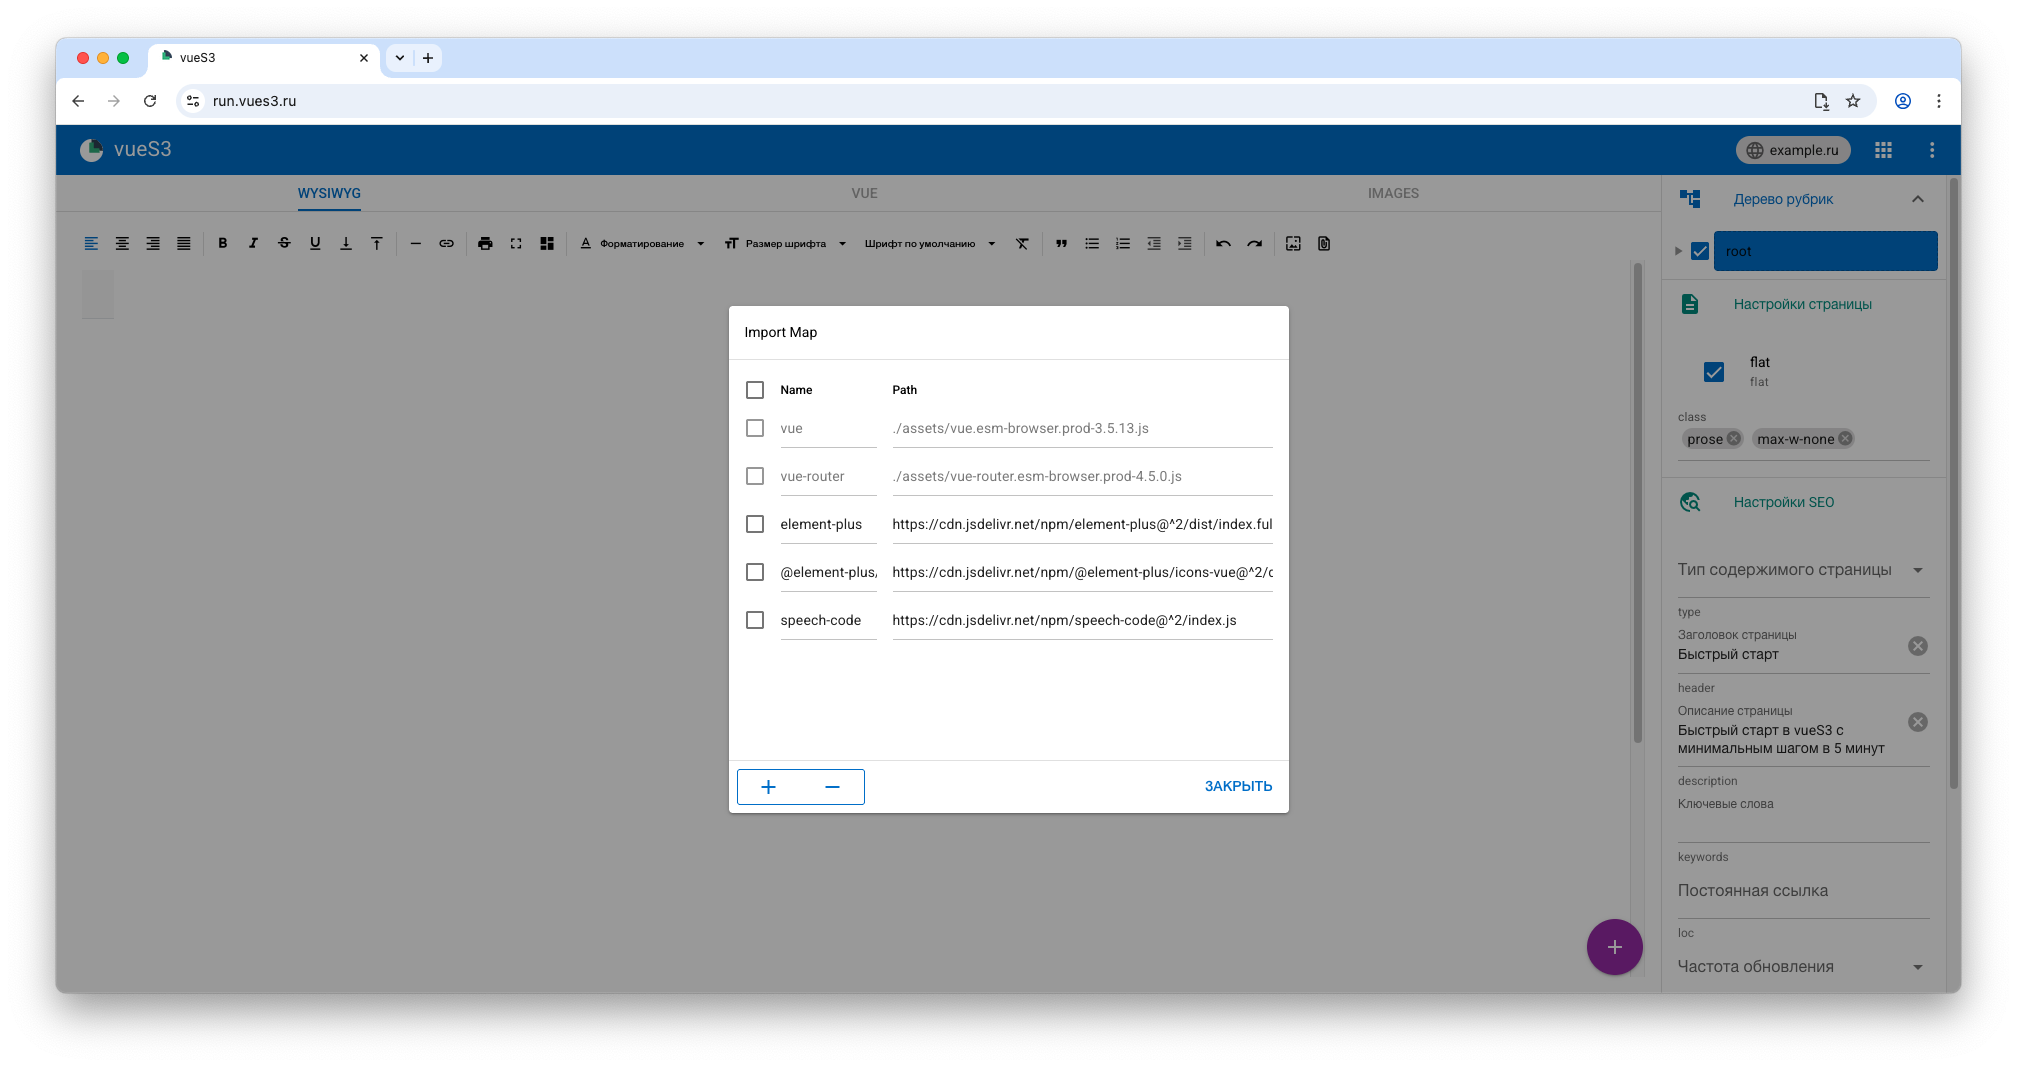 vueS3
run.vues3.ru
vueS3
example.ru
WYSIWYG
VUE
IMAGES
Форматирование
Размер шрифта
Шрифт по умолчанию
Дерево рубрик
root
Настройки страницы
flat
flat
class
prose
max-w-none
Настройки SEO
Тип содержимого страницы
type
Заголовок страницы
Быстрый старт
header
Описание страницы
Быстрый старт в vueS3 с
минимальным шагом в 5 минут
description
Ключевые слова
keywords
Постоянная ссылка
loc
Частота обновления
Import Map
Name Path
vue ./assets/vue.esm-browser.prod-3.5.13.js
vue-router ./assets/vue-router.esm-browser.prod-4.5.0.js
element-plus https://cdn.jsdelivr.net/npm/element-plus@^2/dist/index.ful
@element-plus/ https://cdn.jsdelivr.net/npm/@element-plus/icons-vue@^2/
speech-code https://cdn.jsdelivr.net/npm/speech-code@^2/index.js
ЗАКРЫТЬ